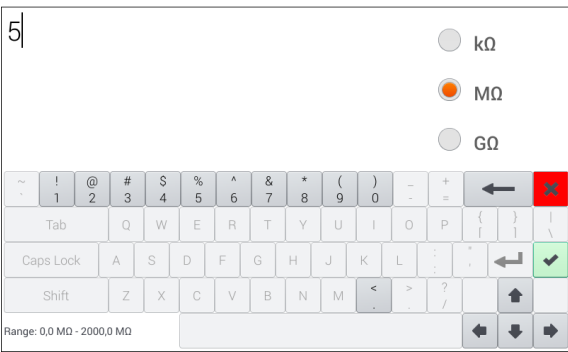 5
kΩ
MΩ
GΩ
~ ! @ # $ % ^ & * ( ) _ +
` 1 2 3 4 5 6 7 8 9 0 - =
Tab Q W E R T Y U I O P { } |
[ ] \
Caps Lock A S D F G H J K L : "
; '
Shift Z X C V B N M < > ?
, . /
Range: 0,0 MΩ - 2000,0 MΩ